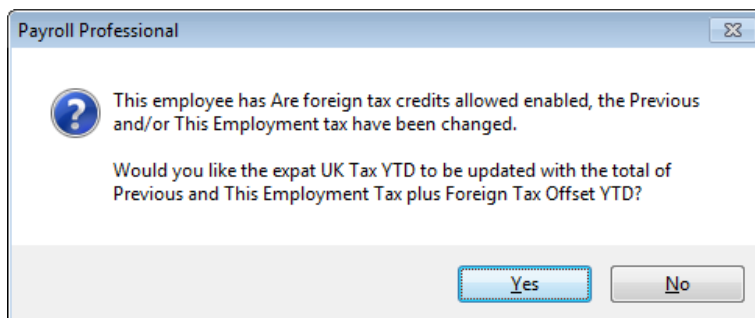 Payroll Professional
This employee has Are foreign tax credits allowed enabled, the Previous
and/or This Employment tax have been changed.
Would you like the expat UK Tax YTD to be updated with the total of
Previous and This Employment Tax plus Foreign Tax Offset YTD?
Yes
No